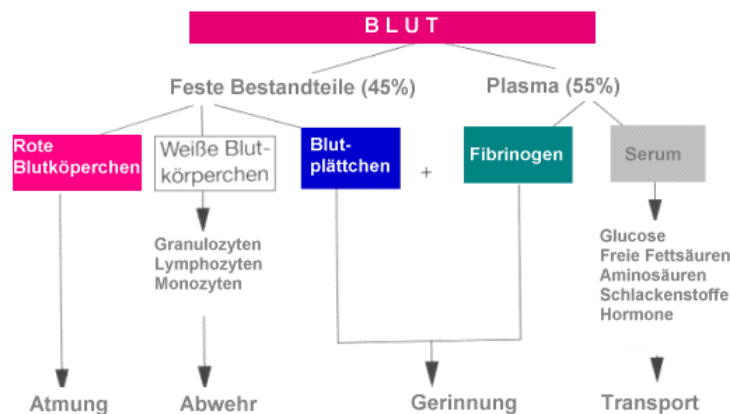 BLUT
Feste Bestandteile (45%)
Plasma (55%)
Rote
Blutköperchen
Weiße Blut-
körperchen
Blut-
plättchen
+
Fibrinogen
Serum
Granulozyten
Lymphozyten
Monozyten
Glucose
Freie Fettsäuren
Aminosäuren
Schlackenstoffe
Hormone
Atmung
Abwehr
Gerinnung
Transport